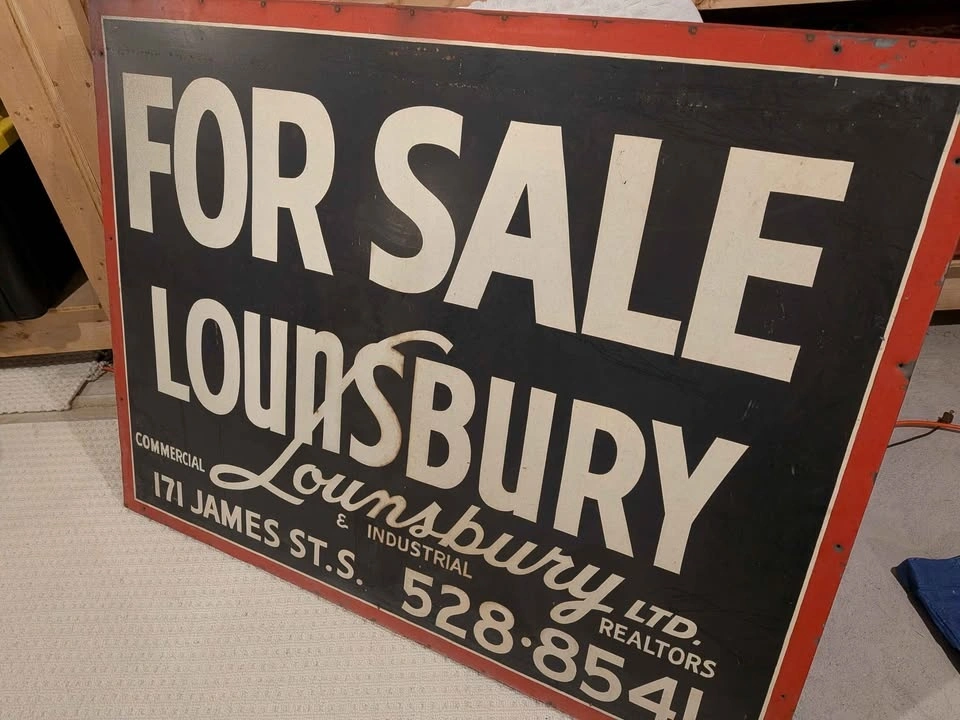 FOR SALE
LOUNSBURY
COMMERCIAL Lounsbury LTD.
& INDUSTRIAL REALTORS
171 JAMES ST. S. 528·8541